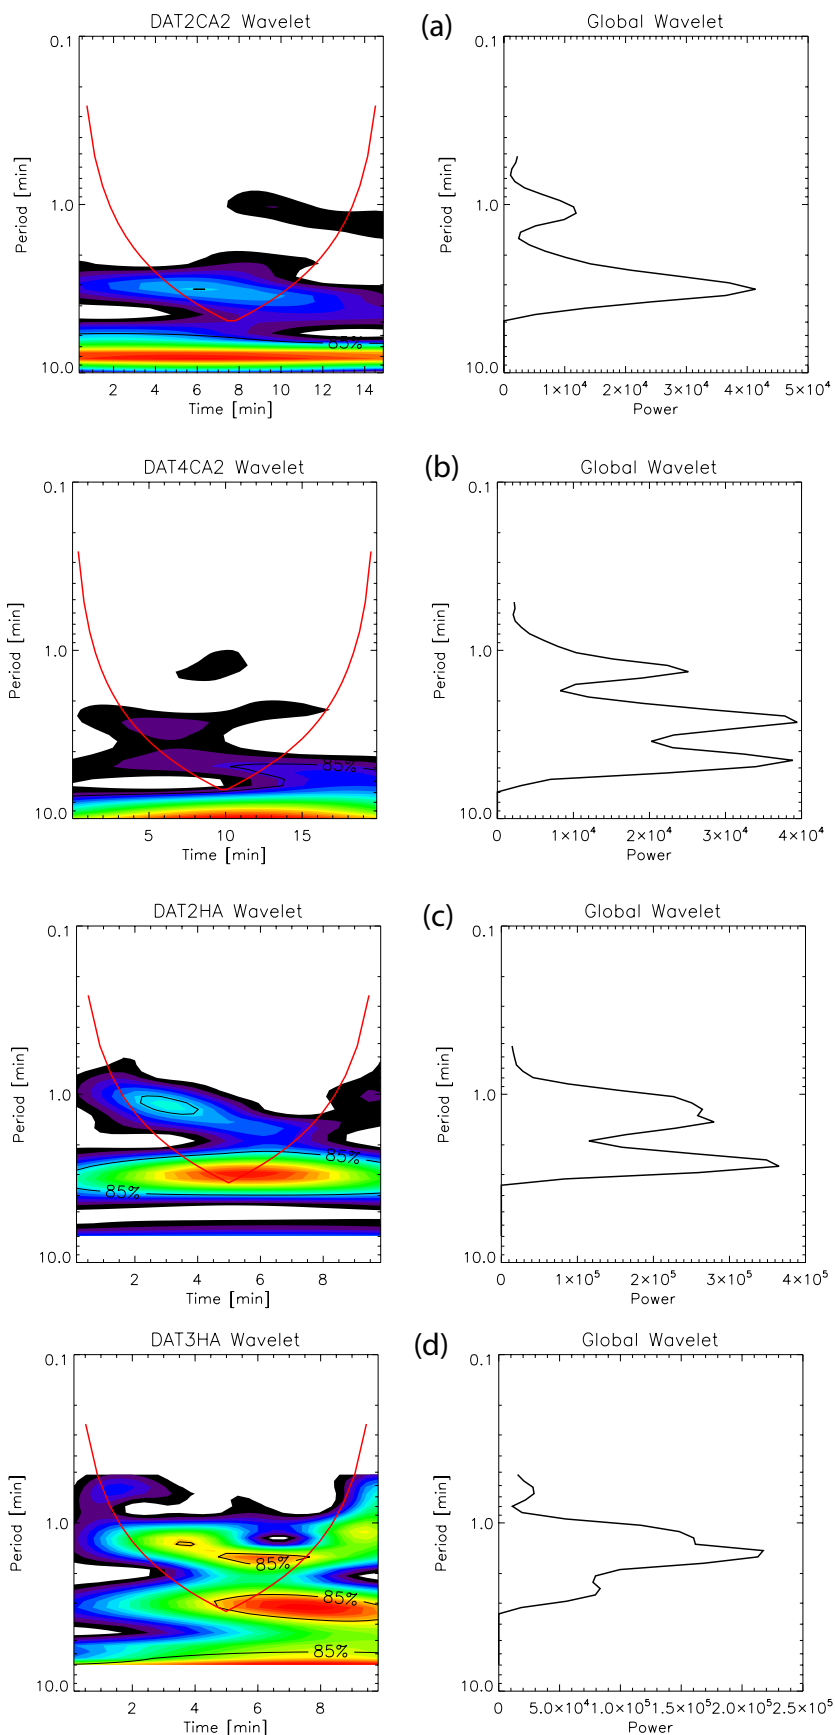 DAT2CA2 Wavelet
(a)
Global Wavelet
0.1
1.0
10.0
Period [min]
85%
2 4 6 8 10 12 14
Time [min]
0.1
1.0
10.0
Period [min]
0 1×10⁴ 2×10⁴ 3×10⁴ 4×10⁴ 5×10⁴
Power
DAT4CA2 Wavelet
(b)
Global Wavelet
0.1
1.0
10.0
Period [min]
85%
5 10 15
Time [min]
0.1
1.0
10.0
Period [min]
0 1×10⁴ 2×10⁴ 3×10⁴ 4×10⁴
Power
DAT2HA Wavelet
(c)
Global Wavelet
0.1
1.0
10.0
Period [min]
85%
85%
2 4 6 8
Time [min]
0.1
1.0
10.0
Period [min]
0 1×10⁵ 2×10⁵ 3×10⁵ 4×10⁵
Power
DAT3HA Wavelet
(d)
Global Wavelet
0.1
1.0
10.0
Period [min]
85%
85%
85%
2 4 6 8
Time [min]
0.1
1.0
10.0
Period [min]
0 5.0×10⁴ 1.0×10⁵ 1.5×10⁵ 2.0×10⁵ 2.5×10⁵
Power